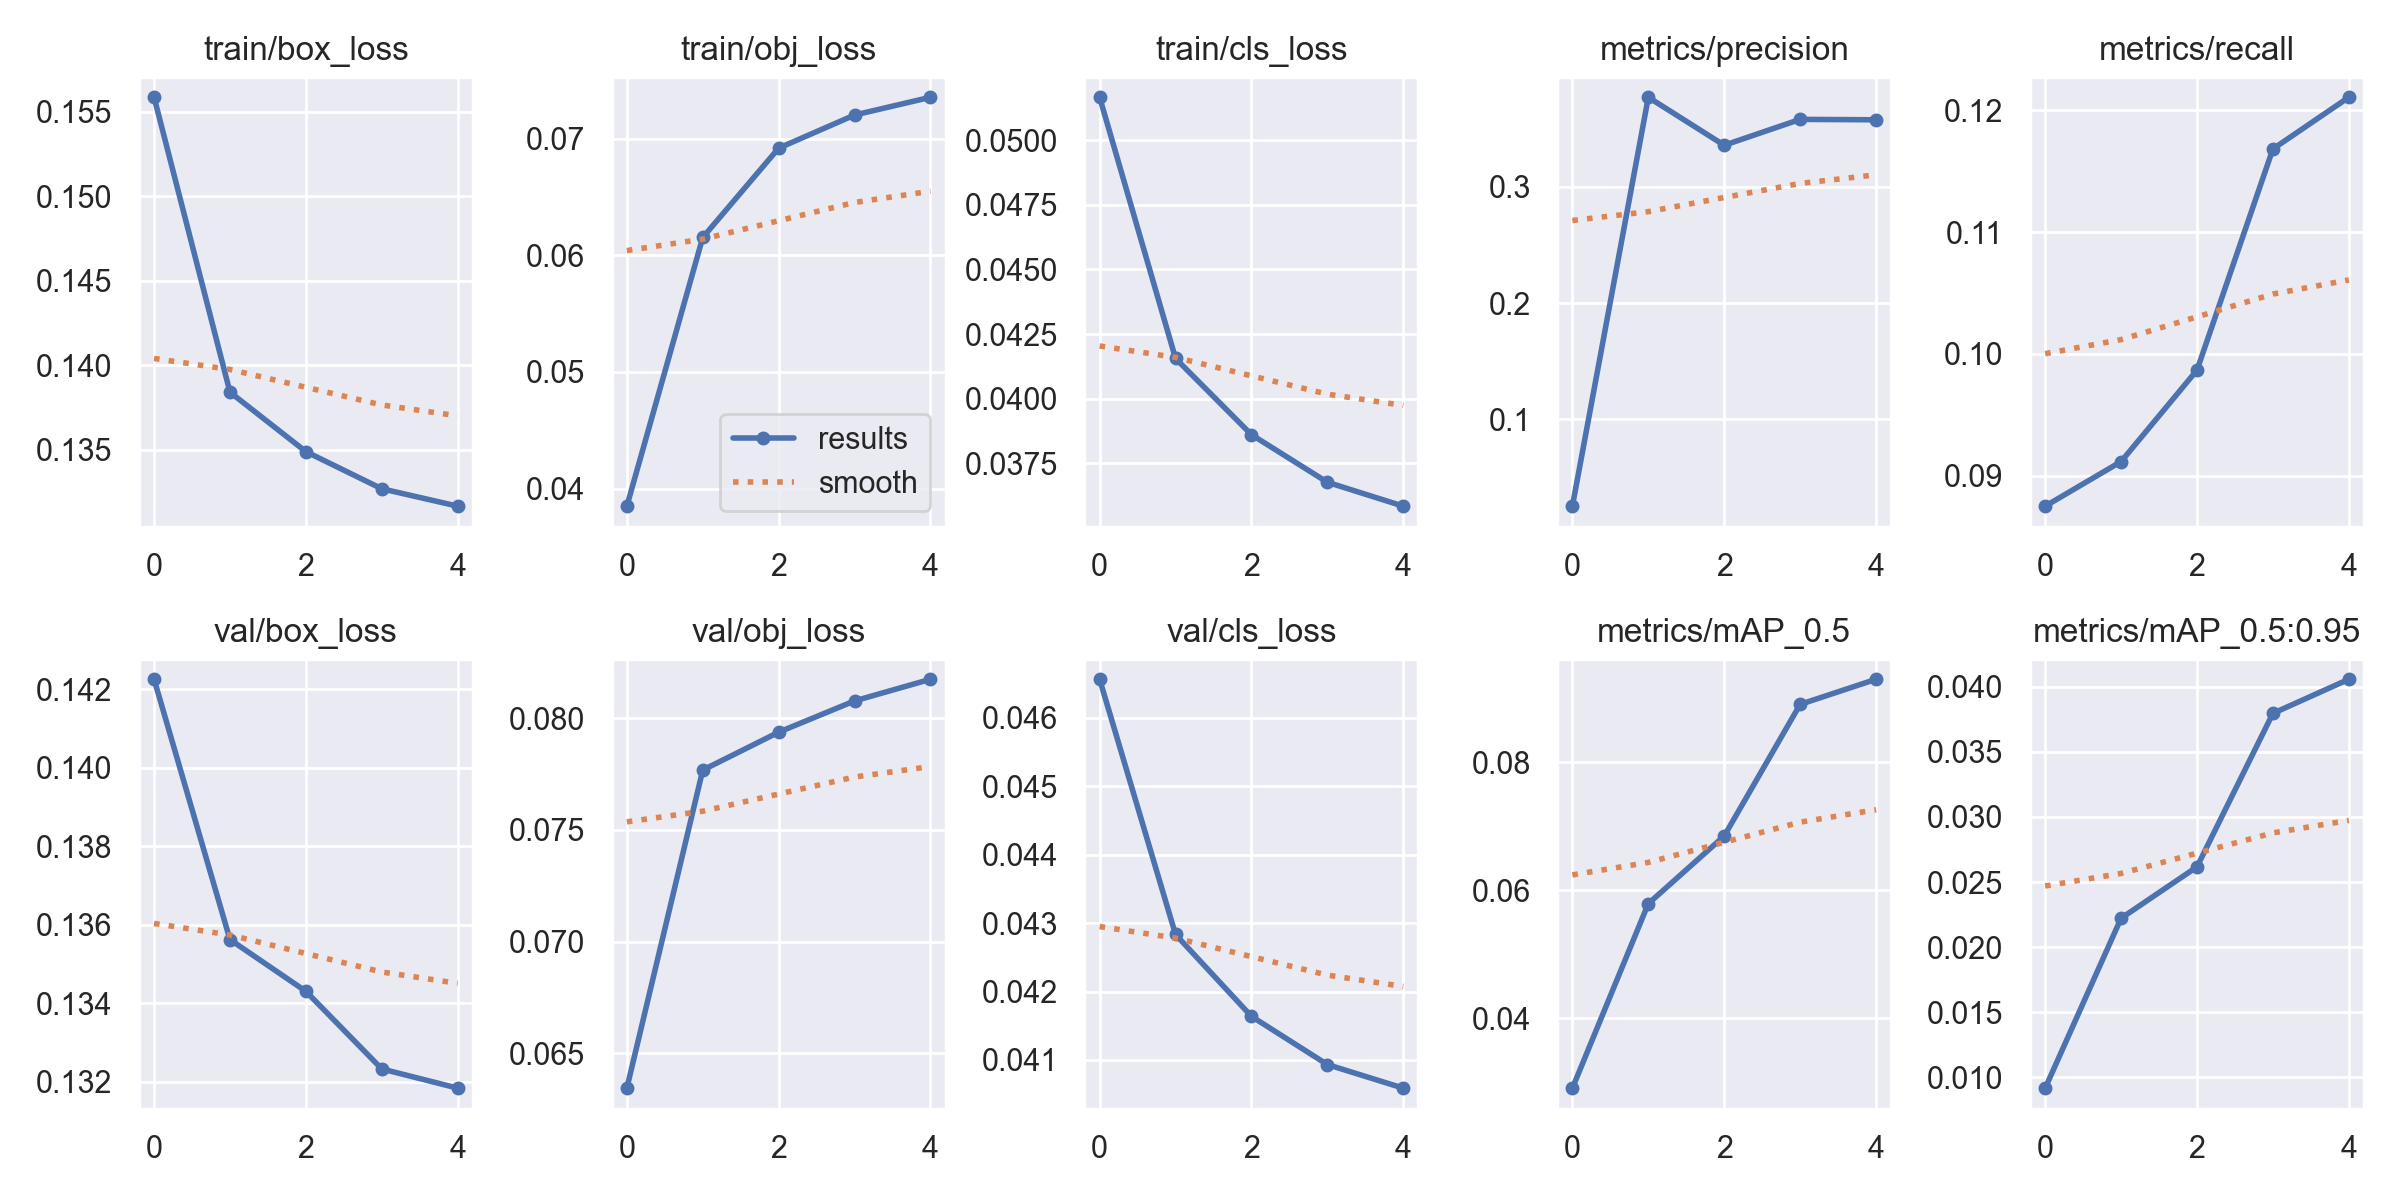 train/box_loss
0.155
0.150
0.145
0.140
0.135
0 2 4
train/obj_loss
0.07
0.06
0.05
0.04
results
smooth
0 2 4
train/cls_loss
0.0500
0.0475
0.0450
0.0425
0.0400
0.0375
0 2 4
metrics/precision
0.3
0.2
0.1
0 2 4
metrics/recall
0.12
0.11
0.10
0.09
0 2 4
val/box_loss
0.142
0.140
0.138
0.136
0.134
0.132
0 2 4
val/obj_loss
0.080
0.075
0.070
0.065
0 2 4
val/cls_loss
0.046
0.045
0.044
0.043
0.042
0.041
0 2 4
metrics/mAP_0.5
0.08
0.06
0.04
0 2 4
metrics/mAP_0.5:0.95
0.040
0.035
0.030
0.025
0.020
0.015
0.010
0 2 4